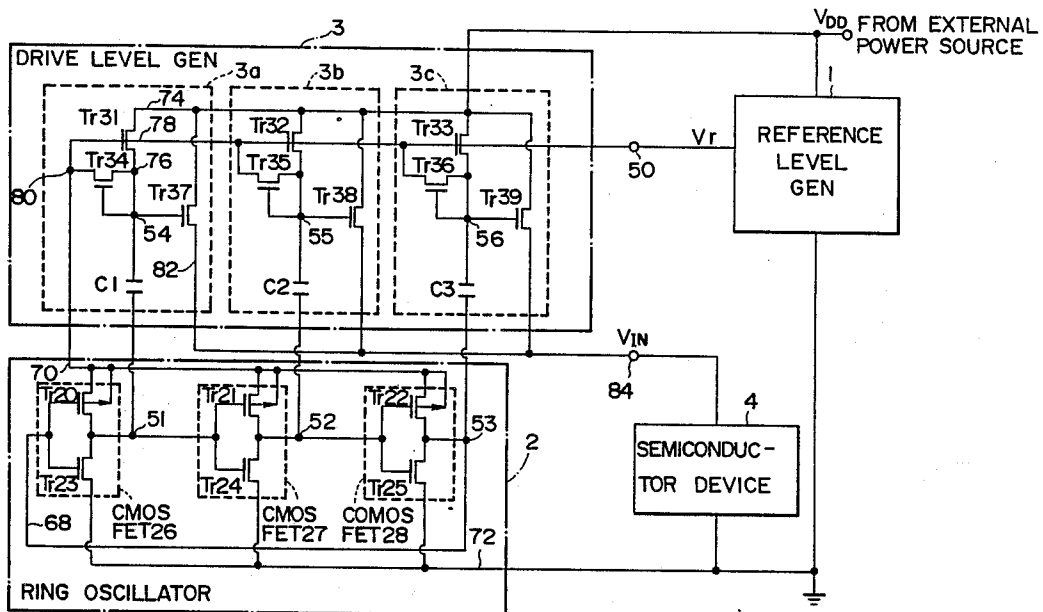 V_DD FROM EXTERNAL
POWER SOURCE
3
DRIVE LEVEL GEN
3a
3b
3c
74
Tr31
78
Tr32
Tr33
1
REFERENCE
LEVEL
GEN
Vr
50
Tr34
76
Tr35
Tr36
80
Tr37
Tr38
Tr39
54
55
56
82
C1
C2
C3
V_IN
84
70
Tr20
Tr21
Tr22
51
52
53
2
4
SEMICONDUC-
TOR DEVICE
Tr23
Tr24
Tr25
68
CMOS
FET26
CMOS
FET27
COMOS
FET28
72
RING OSCILLATOR